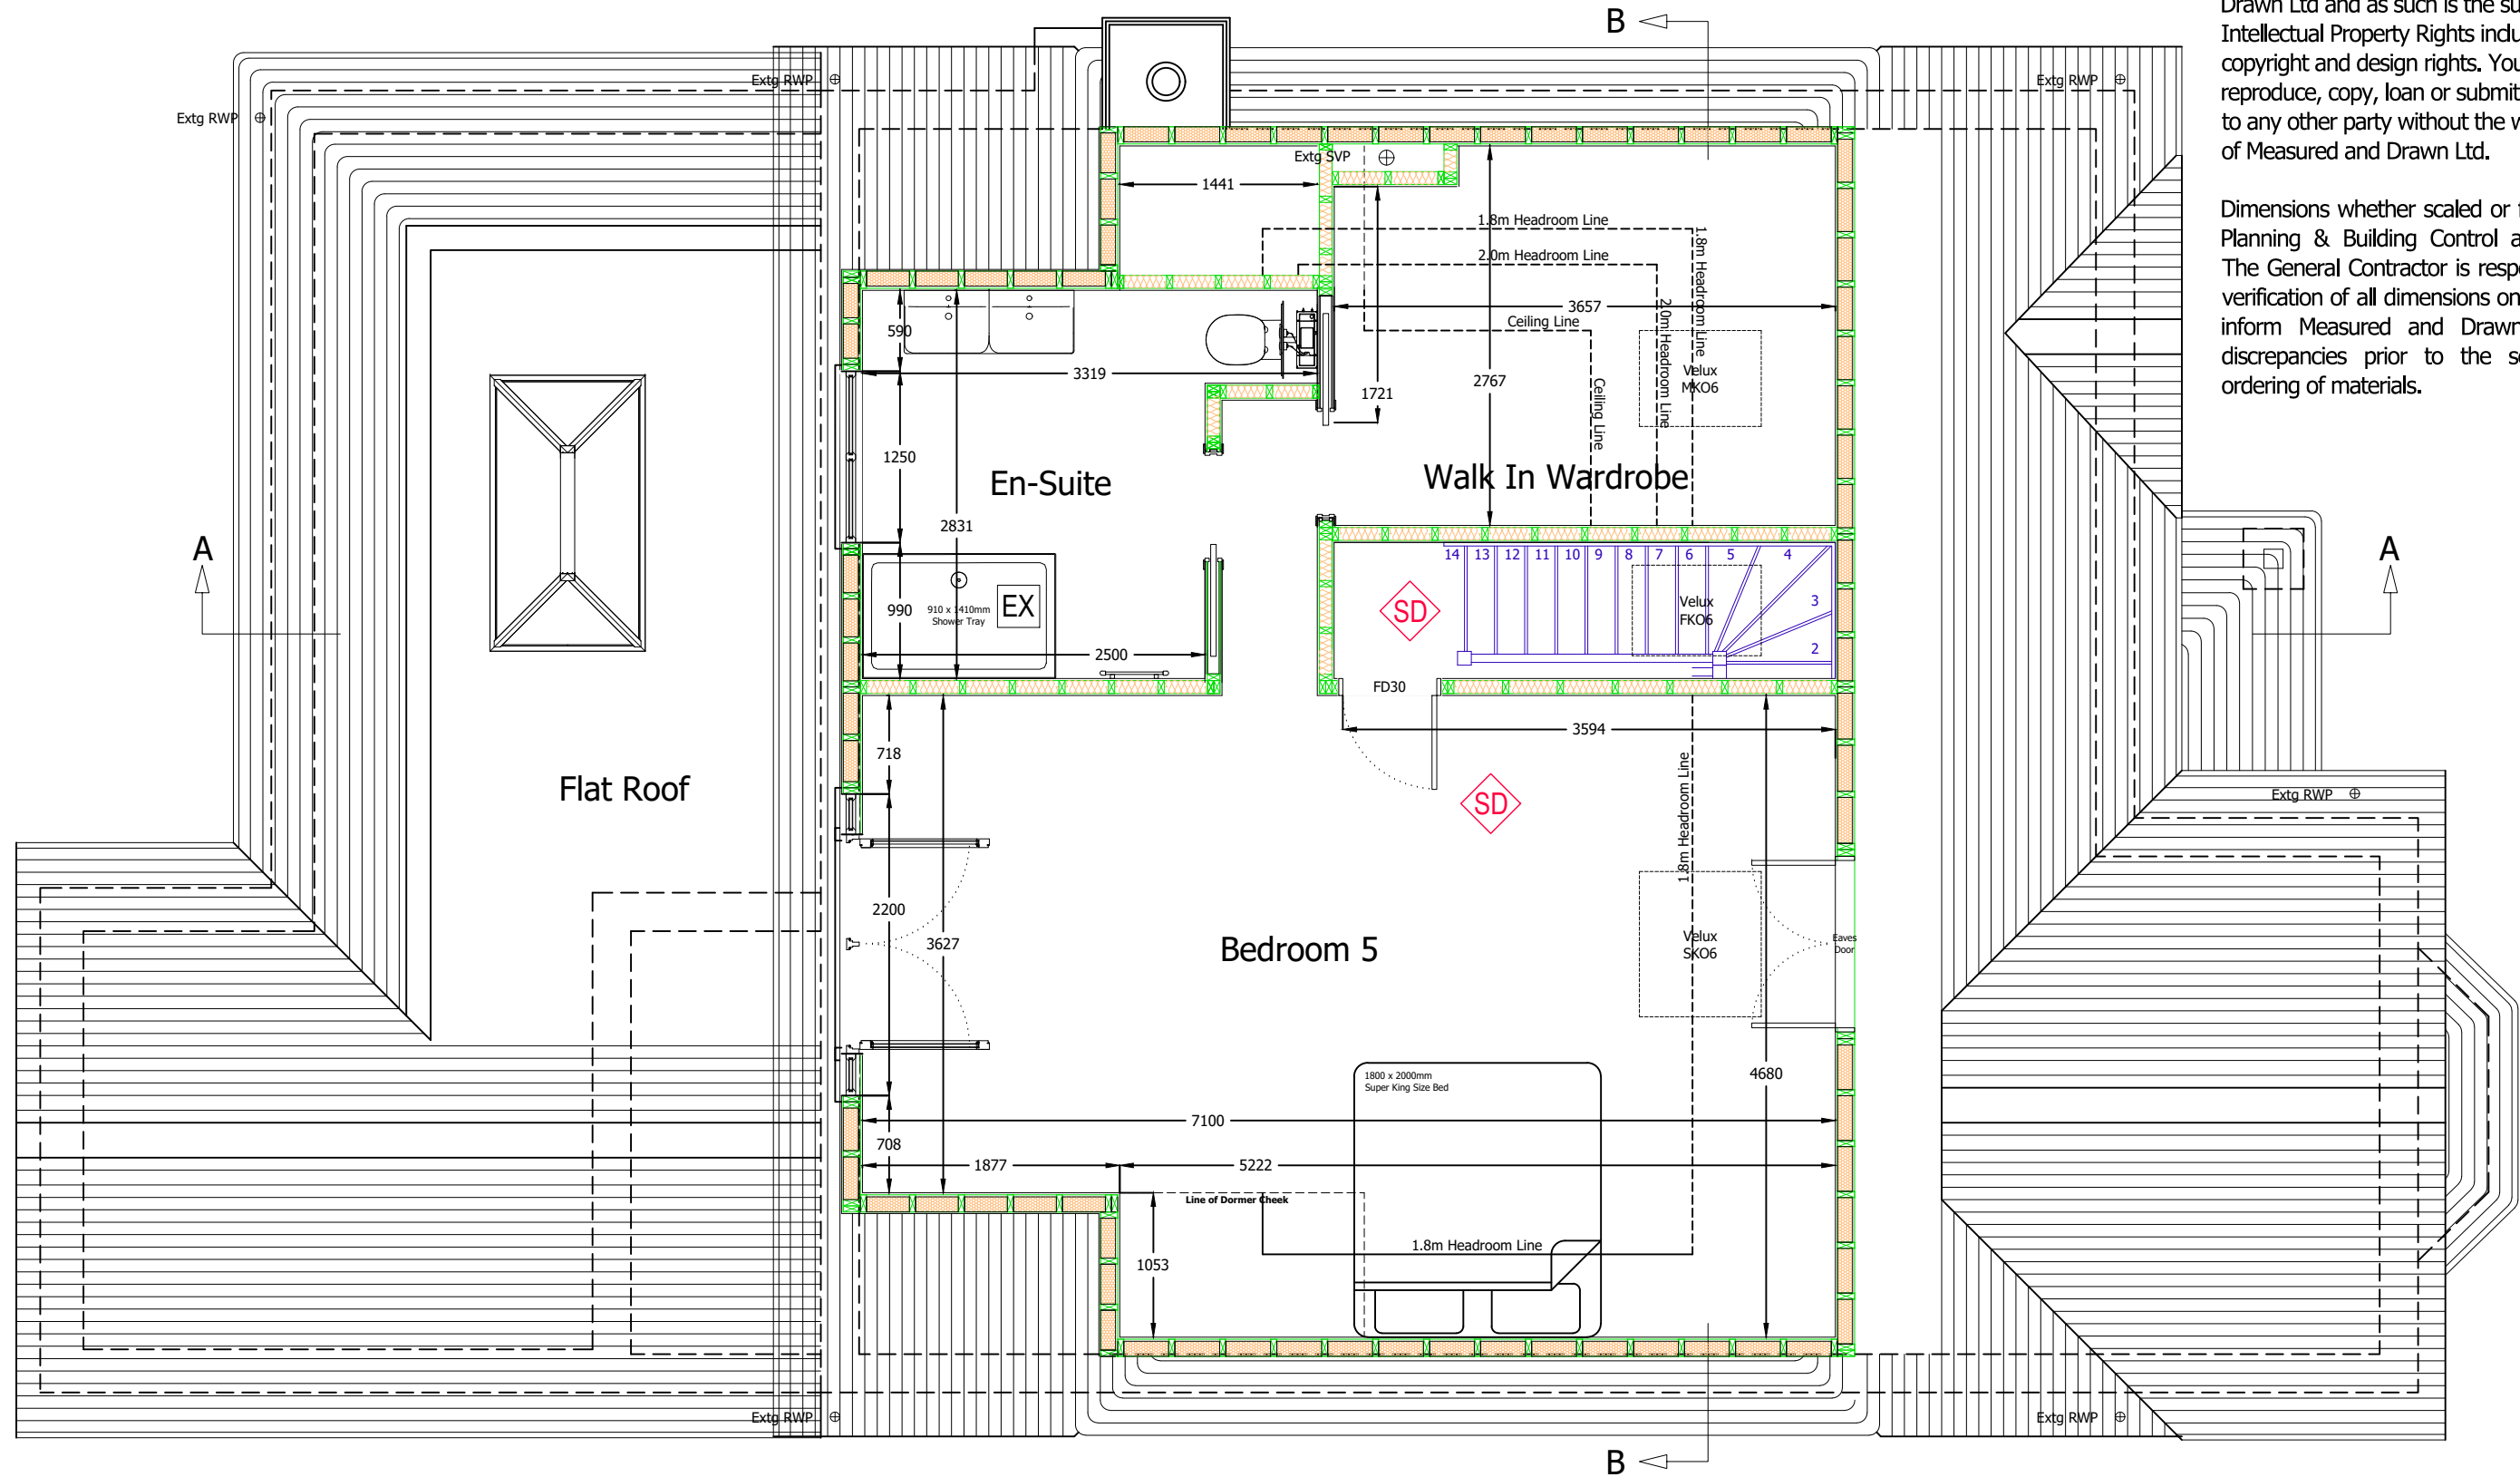 Drawn Ltd and as such is the su
Intellectual Property Rights inclu
copyright and design rights. You
reproduce, copy, loan or submit
to any other party without the w
of Measured and Drawn Ltd.
Dimensions whether scaled or
Planning & Building Control a
The General Contractor is resp
verification of all dimensions on
inform Measured and Drawn
discrepancies prior to the s
ordering of materials.
B
Extg RWP
Extg RWP
Extg RWP
Extg SVP
1441
1.8m Headroom Line
1.8m Headroom Line
2.0m Headroom Line
2.0m Headroom Line
3657
Ceiling Line
Ceiling Line
590
3319
2767
1721
Velux
MKO6
1250
En-Suite
Walk In Wardrobe
2831
A
A
14 13 12 11 10 9 8 7 6 5 4
3
2
990
910 x 1410mm
Shower Tray
EX
SD
Velux
FKO6
2500
FD30
3594
718
Flat Roof
SD
1.8m Headroom Line
Extg RWP
2200
3627
Bedroom 5
Velux
SKO6
Eaves
Door
1800 x 2000mm
Super King Size Bed
4680
7100
708
1877
5222
Line of Dormer Cheek
1.8m Headroom Line
1053
Extg RWP
Extg RWP
B